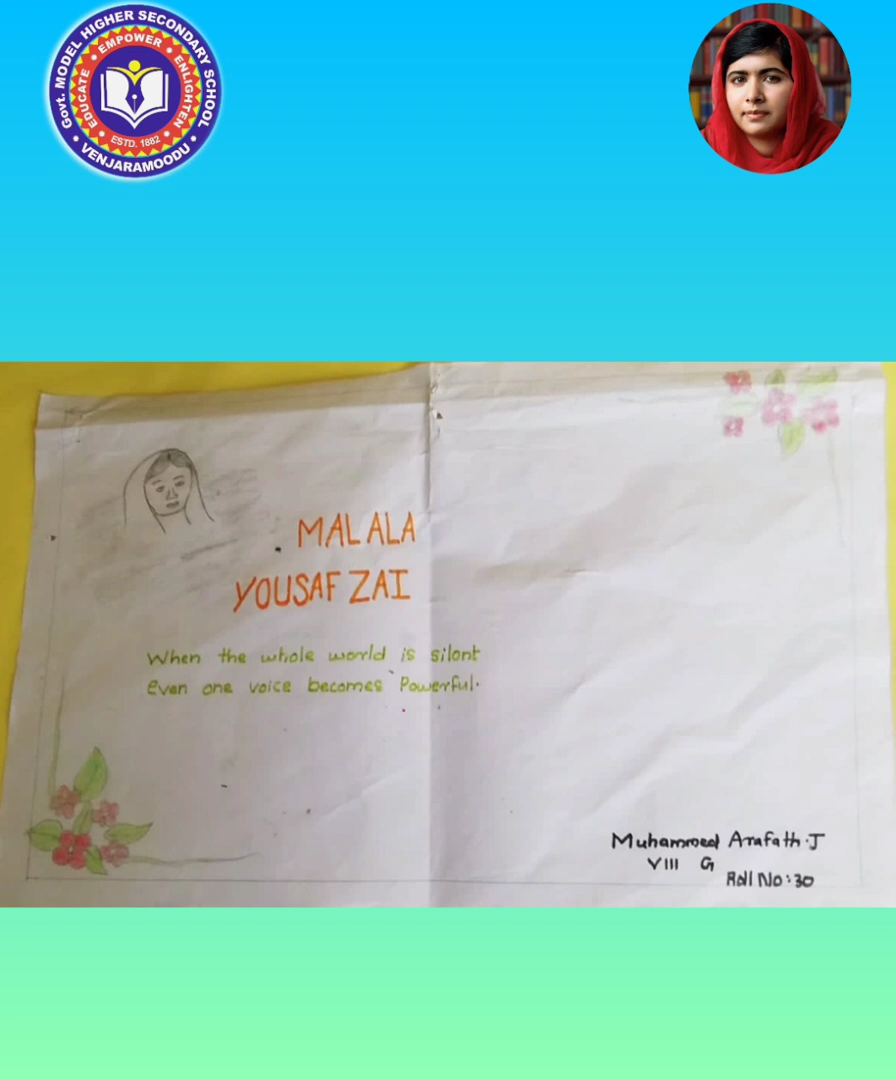 Govt. MODEL HIGHER SECONDARY SCHOOL
EDUCATE • EMPOWER • ENLIGHTEN
ESTD. 1882
• VENJARAMOODU •
MALALA
YOUSAF ZAI
When the whole world is silent
Even one voice becomes Powerful.
Muhammed Arafath.J
VIII G
Roll No:30